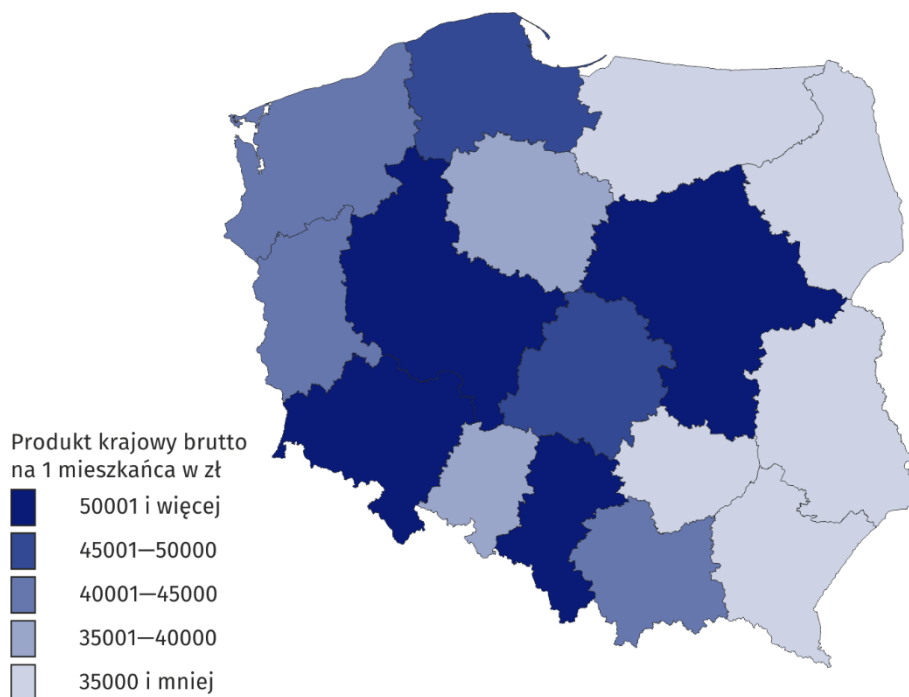 Produkt krajowy brutto
na 1 mieszkańca w zł
50001 i więcej
45001—50000
40001—45000
35001—40000
35000 i mniej